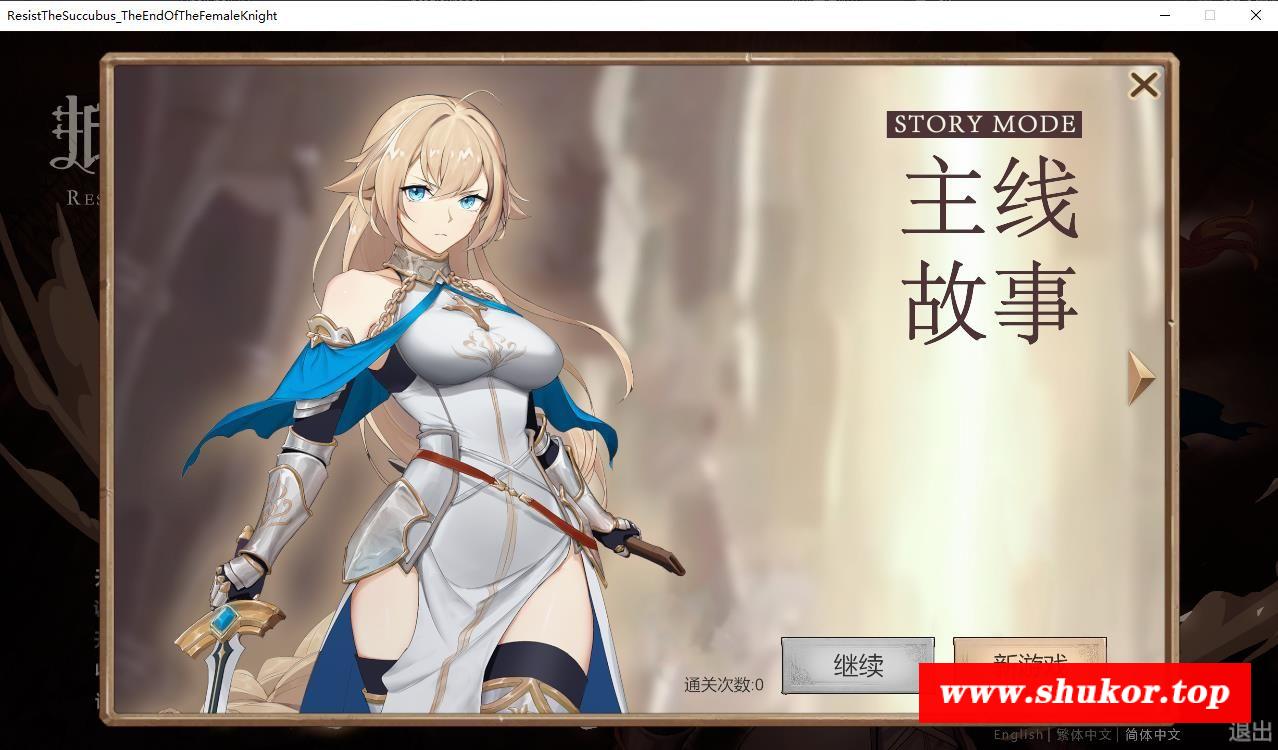 ResistTheSuccubus_TheEndOfTheFemaleKnight
STORY MODE
主线
故事
通关次数:0
继续
新游戏
www.shukor.top
English | 繁体中文 | 简体中文
退出